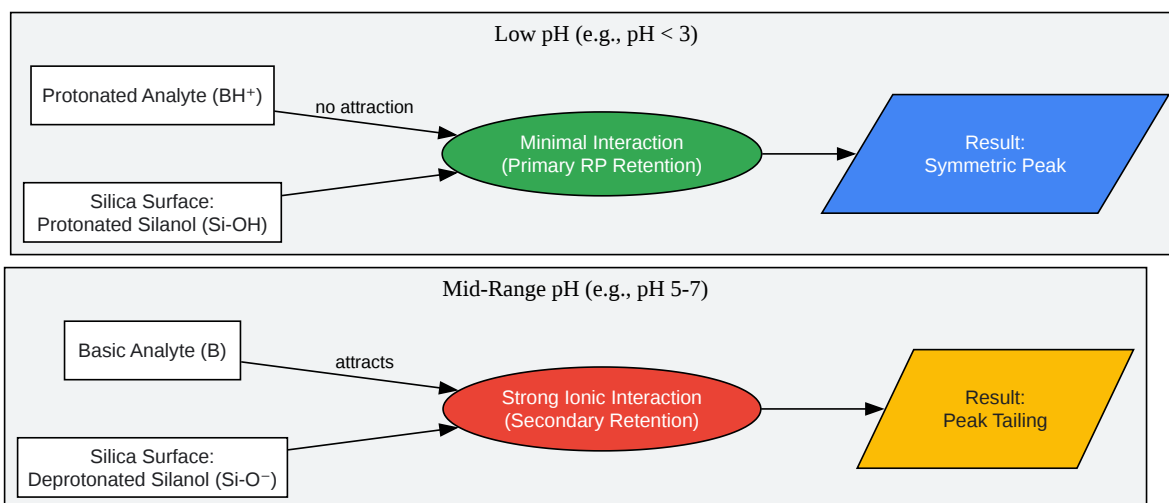 Low pH (e.g., pH < 3)
Protonated Analyte (BH⁺)
no attraction
Silica Surface:
Protonated Silanol (Si-OH)
Minimal Interaction
(Primary RP Retention)
Result:
Symmetric Peak
Mid-Range pH (e.g., pH 5-7)
Basic Analyte (B)
attracts
Silica Surface:
Deprotonated Silanol (Si-O⁻)
Strong Ionic Interaction
(Secondary Retention)
Result:
Peak Tailing